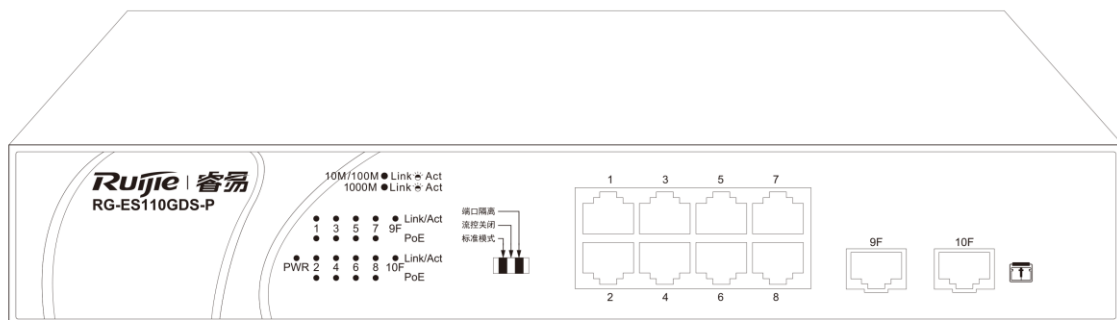 Ruijie | 睿易
RG-ES110GDS-P
10M/100M Link Act
1000M Link Act
1 3 5 7 9F Link/Act
PoE
PWR 2 4 6 8 10F Link/Act
PoE
端口隔离
流控关闭
标准模式
1 3 5 7
2 4 6 8
9F 10F